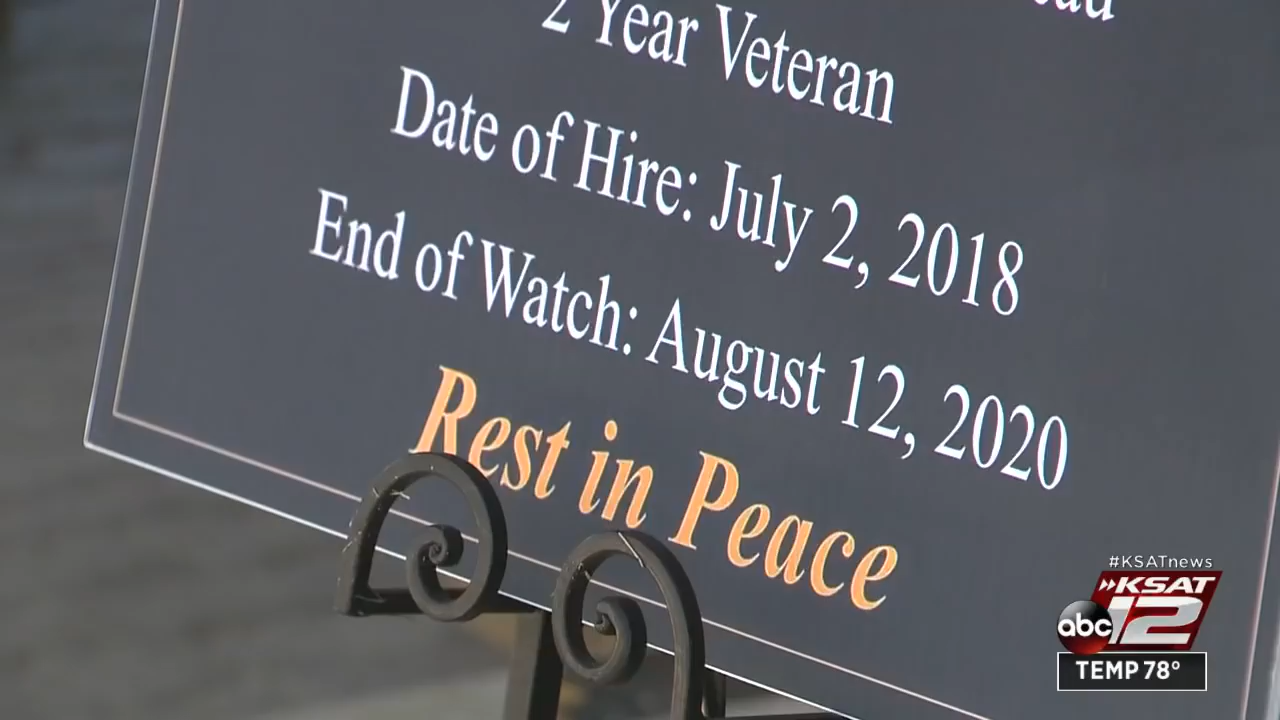 2 Year Veteran
Date of Hire: July 2, 2018
End of Watch: August 12, 2020
Rest in Peace
#KSATnews
KSAT
abc 12
TEMP 78°